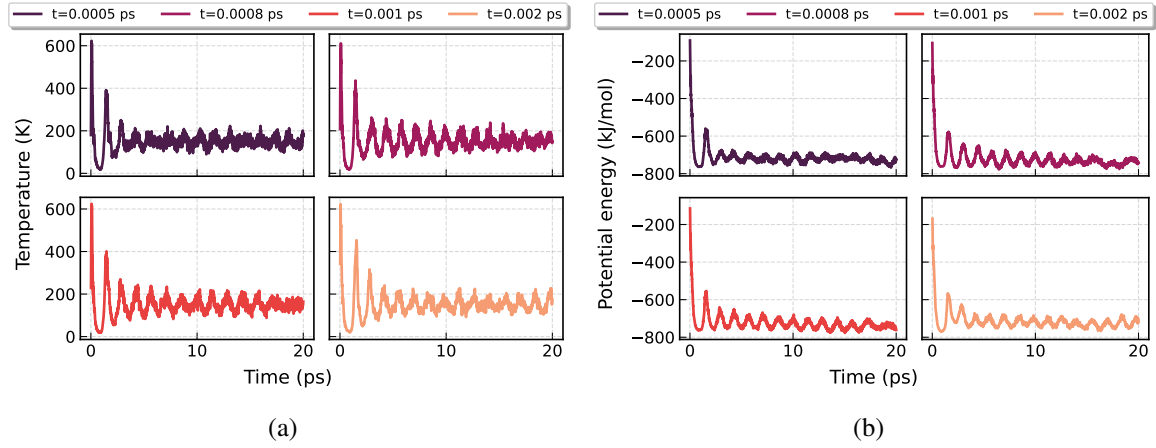 t=0.0005 ps t=0.0008 ps t=0.001 ps t=0.002 ps
Temperature (K)
600
400
200
0
600
400
200
0
0 10 20 0 10 20
Time (ps)
(a)
t=0.0005 ps t=0.0008 ps t=0.001 ps t=0.002 ps
Potential energy (kJ/mol)
−200
−400
−600
−800
−200
−400
−600
−800
0 10 20 0 10 20
Time (ps)
(b)